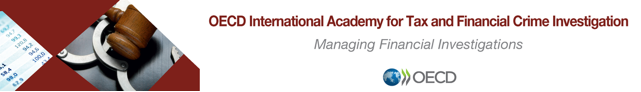 OECD International Academy for Tax and Financial Crime Investigation
Managing Financial Investigations
OECD